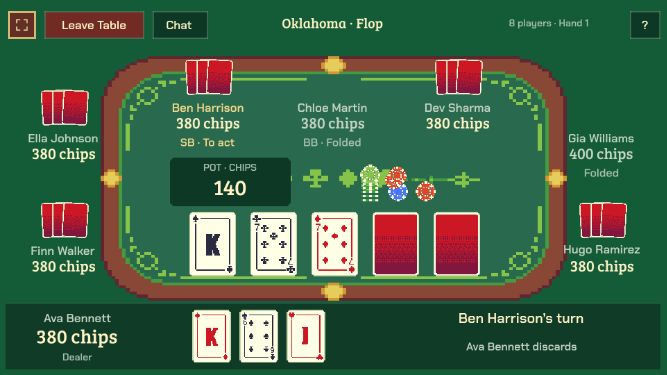 Leave Table
Chat
Oklahoma · Flop
8 players · Hand 1
?
Ben Harrison
380 chips
SB · To act
Chloe Martin
380 chips
BB · Folded
Dev Sharma
380 chips
Ella Johnson
380 chips
Gia Williams
400 chips
Folded
POT · CHIPS
140
Finn Walker
380 chips
Hugo Ramirez
380 chips
K
7
7
7
Ava Bennett
380 chips
Dealer
K
J
Ben Harrison's turn
Ava Bennett discards